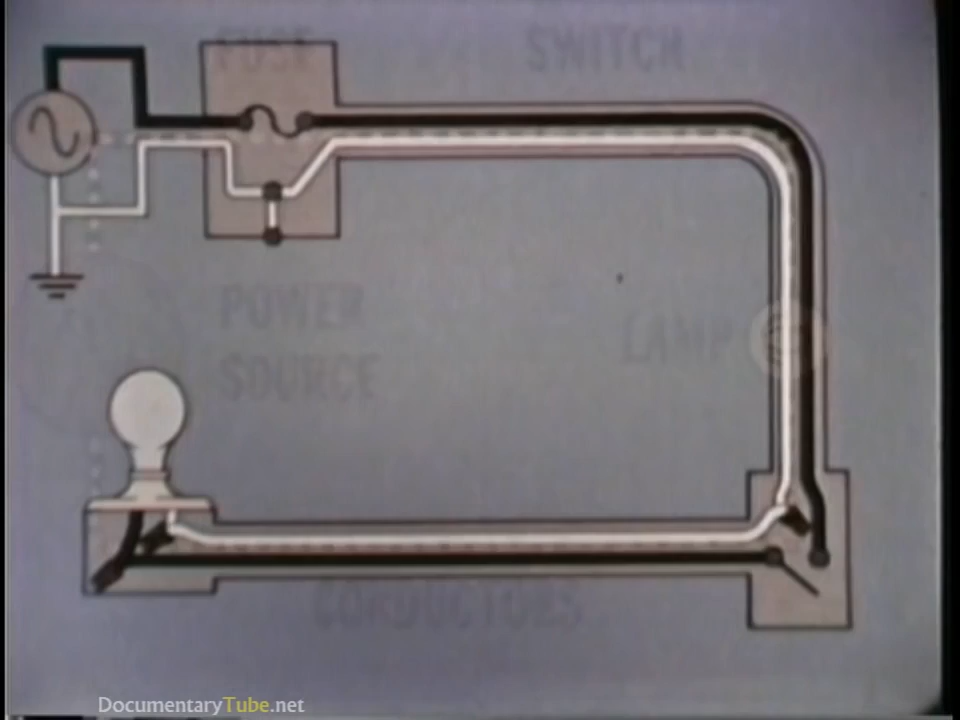 FUSE
SWITCH
POWER
SOURCE
LAMP
CONDUCTORS
DocumentaryTube.net